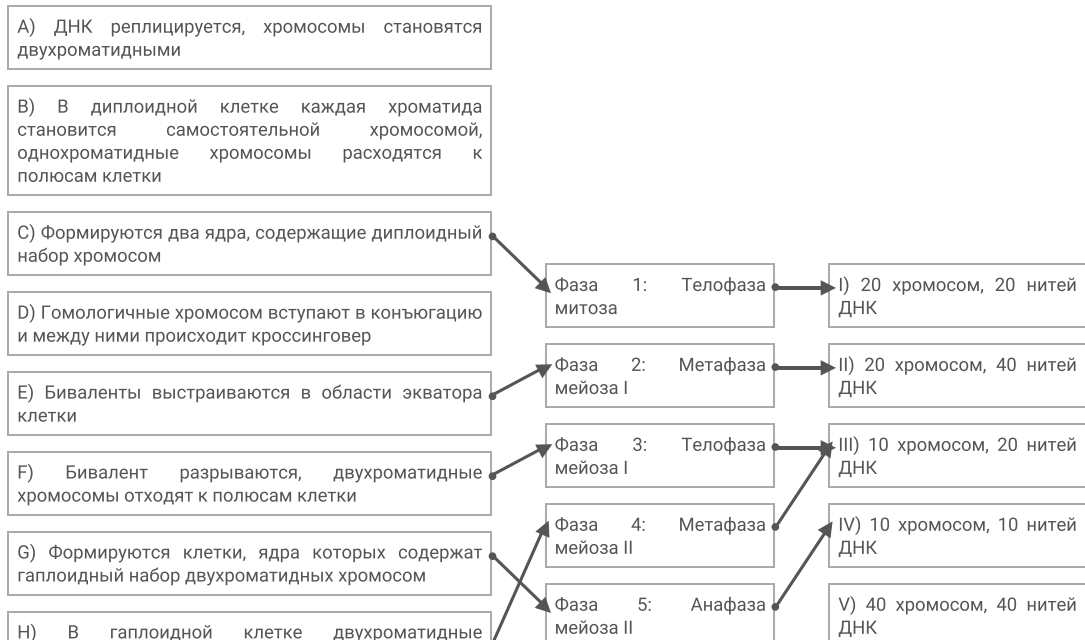 A) ДНК реплицируется, хромосомы становятся
двухроматидными
B) В диплоидной клетке каждая хроматида
становится самостоятельной хромосомой,
однохроматидные хромосомы расходятся к
полюсам клетки
C) Формируются два ядра, содержащие диплоидный
набор хромосом
D) Гомологичные хромосом вступают в конъюгацию
и между ними происходит кроссинговер
E) Биваленты выстраиваются в области экватора
клетки
F) Бивалент разрываются, двухроматидные
хромосомы отходят к полюсам клетки
G) Формируются клетки, ядра которых содержат
гаплоидный набор двухроматидных хромосом
H) В гаплоидной клетке двухроматидные
Фаза 1: Телофаза
митоза
Фаза 2: Метафаза
мейоза I
Фаза 3: Телофаза
мейоза I
Фаза 4: Метафаза
мейоза II
Фаза 5: Анафаза
мейоза II
I) 20 хромосом, 20 нитей
ДНК
II) 20 хромосом, 40 нитей
ДНК
III) 10 хромосом, 20 нитей
ДНК
IV) 10 хромосом, 10 нитей
ДНК
V) 40 хромосом, 40 нитей
ДНК